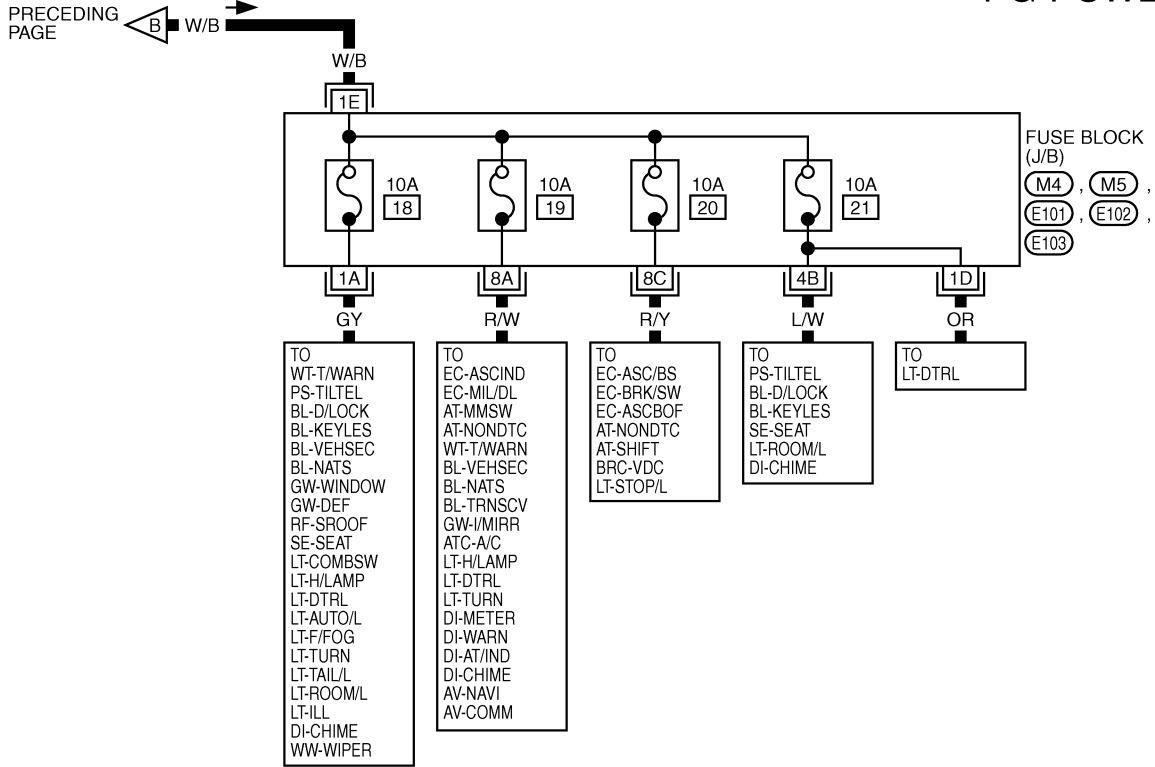 PRECEDING
PAGE
B
W/B
W/B
1E
FUSE BLOCK
(J/B)
M4 , M5 ,
E101 , E102 ,
E103
10A
18
10A
19
10A
20
10A
21
1A
8A
8C
4B
1D
GY
R/W
R/Y
L/W
OR
TO
WT-T/WARN
PS-TILTEL
BL-D/LOCK
BL-KEYLES
BL-VEHSEC
BL-NATS
GW-WINDOW
GW-DEF
RF-SROOF
SE-SEAT
LT-COMBSW
LT-H/LAMP
LT-DTRL
LT-AUTO/L
LT-F/FOG
LT-TURN
LT-TAIL/L
LT-ROOM/L
LT-ILL
DI-CHIME
WW-WIPER
TO
EC-ASCIND
EC-MIL/DL
AT-MMSW
AT-NONDTC
WT-T/WARN
BL-VEHSEC
BL-NATS
BL-TRNSCV
GW-I/MIRR
ATC-A/C
LT-H/LAMP
LT-DTRL
LT-TURN
DI-METER
DI-WARN
DI-AT/IND
DI-CHIME
AV-NAVI
AV-COMM
TO
EC-ASC/BS
EC-BRK/SW
EC-ASCBOF
AT-NONDTC
AT-SHIFT
BRC-VDC
LT-STOP/L
TO
PS-TILTEL
BL-D/LOCK
BL-KEYLES
SE-SEAT
LT-ROOM/L
DI-CHIME
TO
LT-DTRL